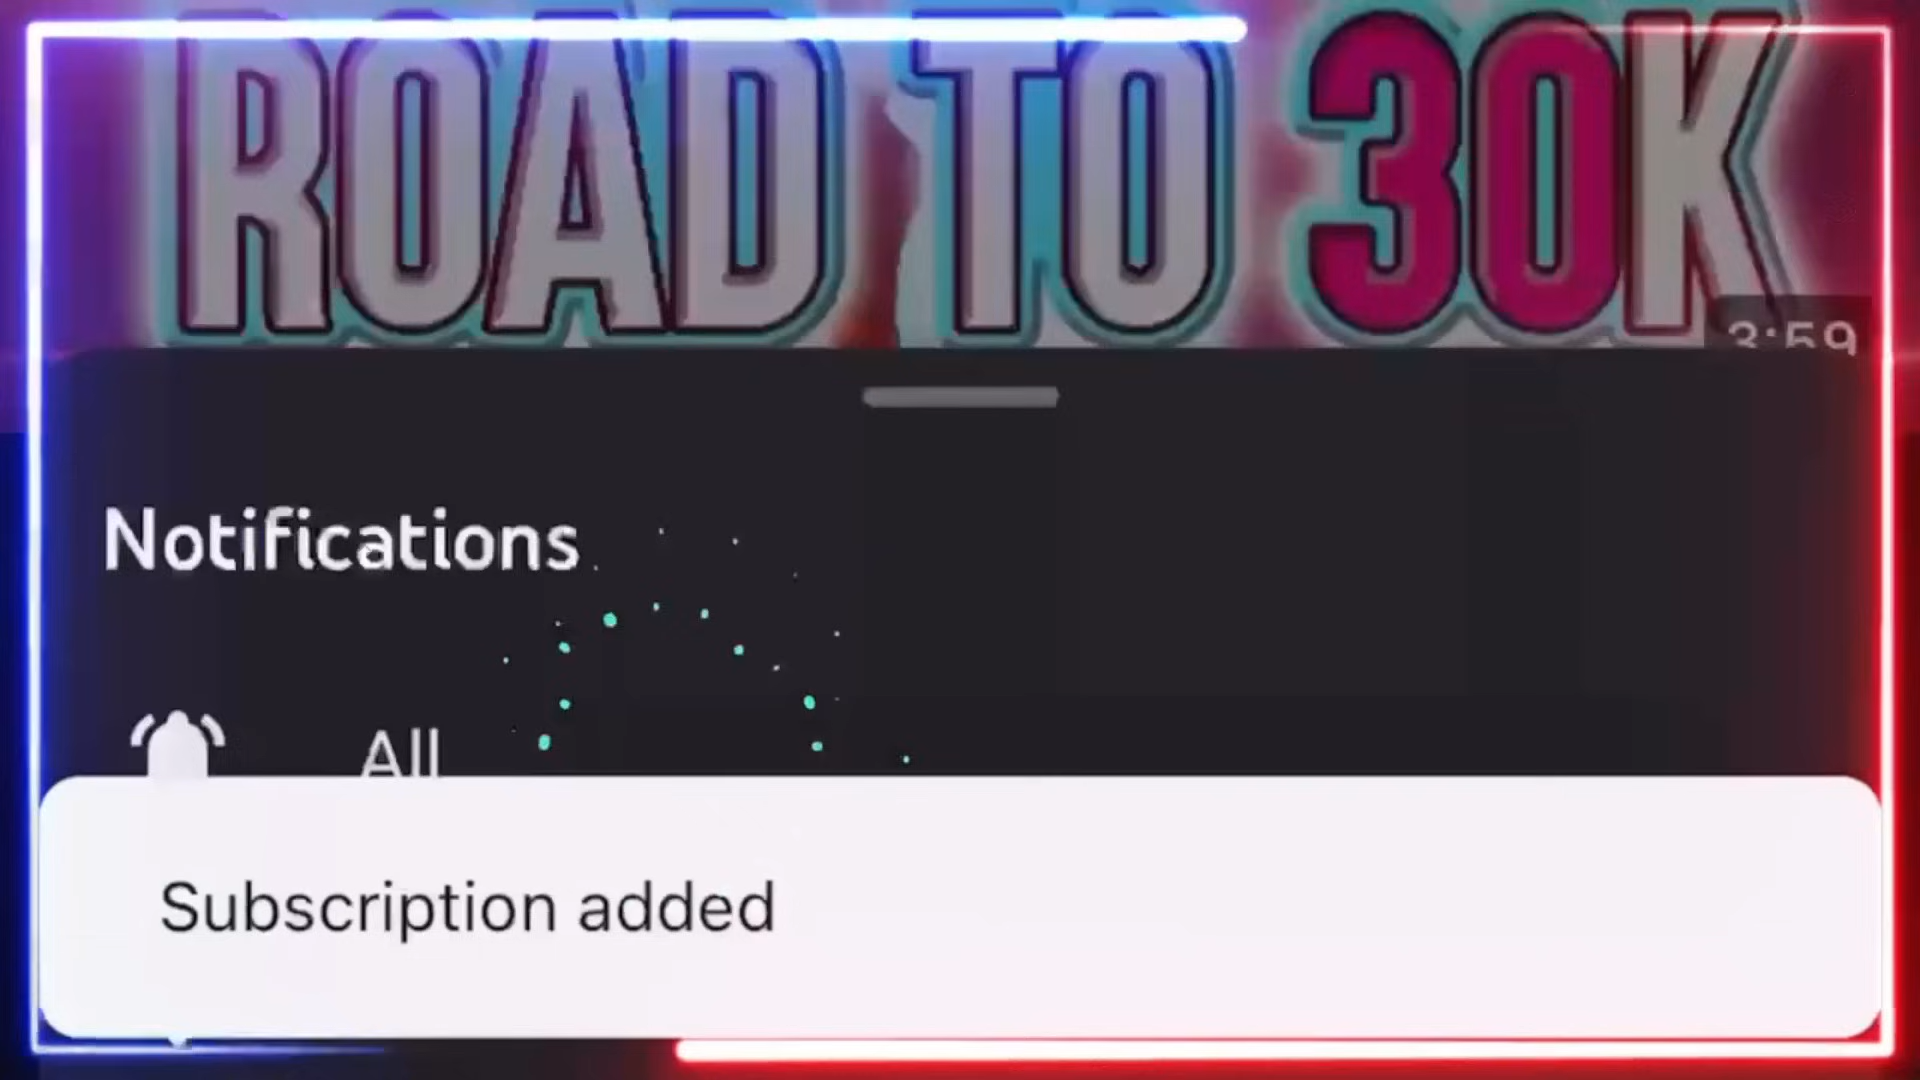 ROAD TO 30K
3:59
Notifications
All
Subscription added